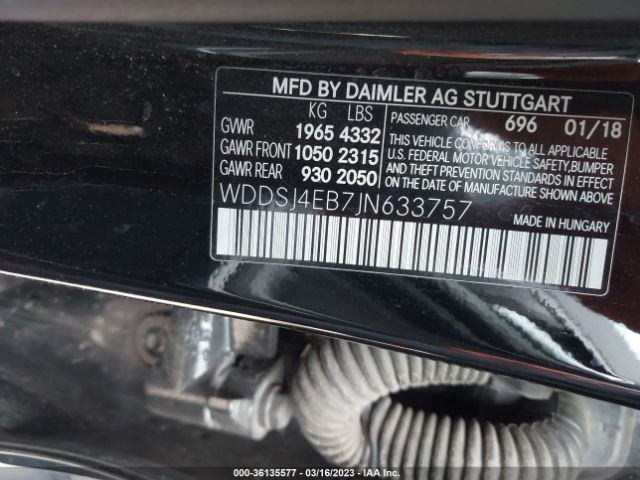 MFD BY DAIMLER AG STUTTGART
KG LBS
GVWR 1965 4332
GAWR FRONT 1050 2315
GAWR REAR 930 2050
PASSENGER CAR 696 01/18
THIS VEHICLE CONFORMS TO ALL APPLICABLE
U.S. FEDERAL MOTOR VEHICLE SAFETY,BUMPER
AND THEFT PREVENTION STANDARDS IN EFFECT
ON THE DATE OF MANUFACTURE SHOWN ABOVE
WDDSJ4EB7JN633757
MADE IN HUNGARY
000-36135577 - 03/16/2023 - IAA Inc.